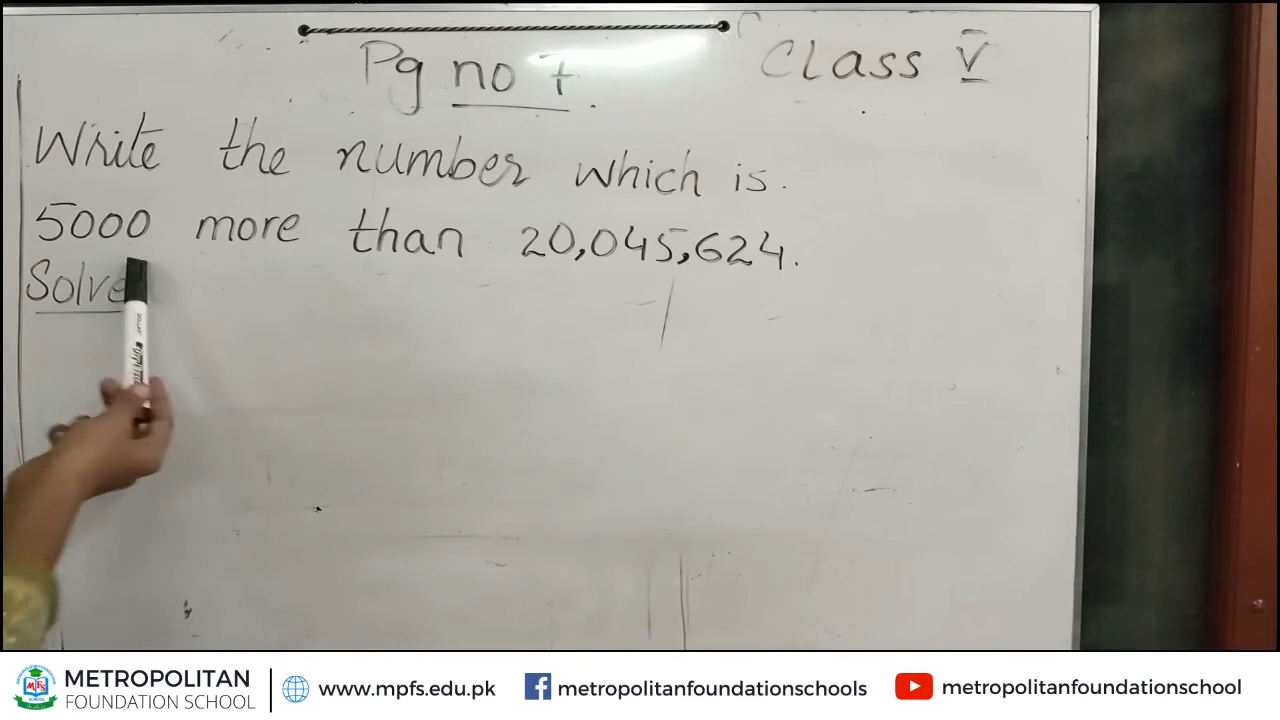 Pg no 7.
Class V
Write the number which is.
5000 more than 20,045,624.
Solve
METROPOLITAN
FOUNDATION SCHOOL
www.mpfs.edu.pk
metropolitanfoundationschools
metropolitanfoundationschool